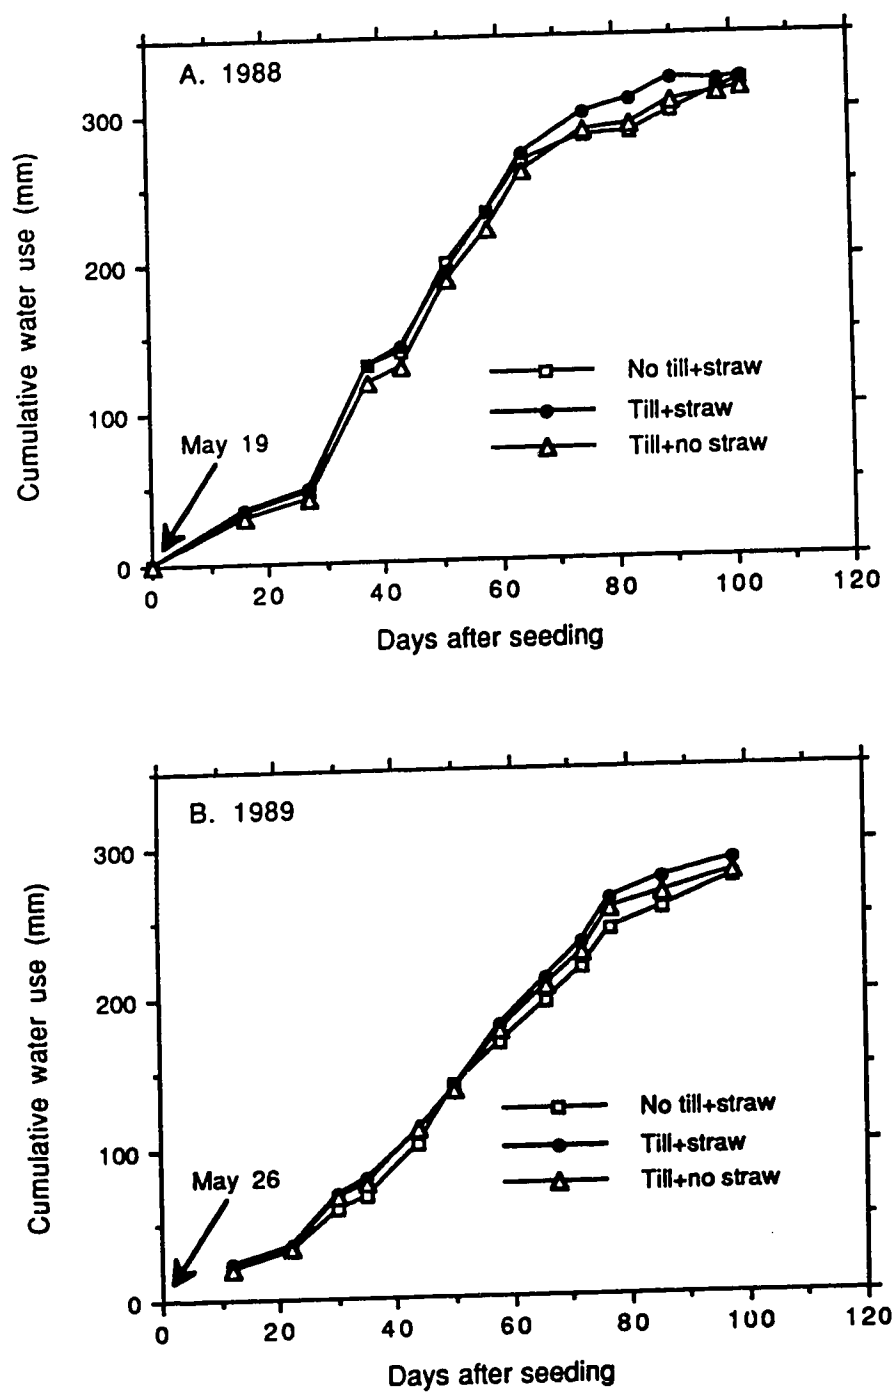 A. 1988
300
200
100
0
Cumulative water use (mm)
May 19
No till+straw
Till+straw
Till+no straw
0 20 40 60 80 100 120
Days after seeding
B. 1989
300
200
100
0
Cumulative water use (mm)
May 26
No till+straw
Till+straw
Till+no straw
0 20 40 60 80 100 120
Days after seeding